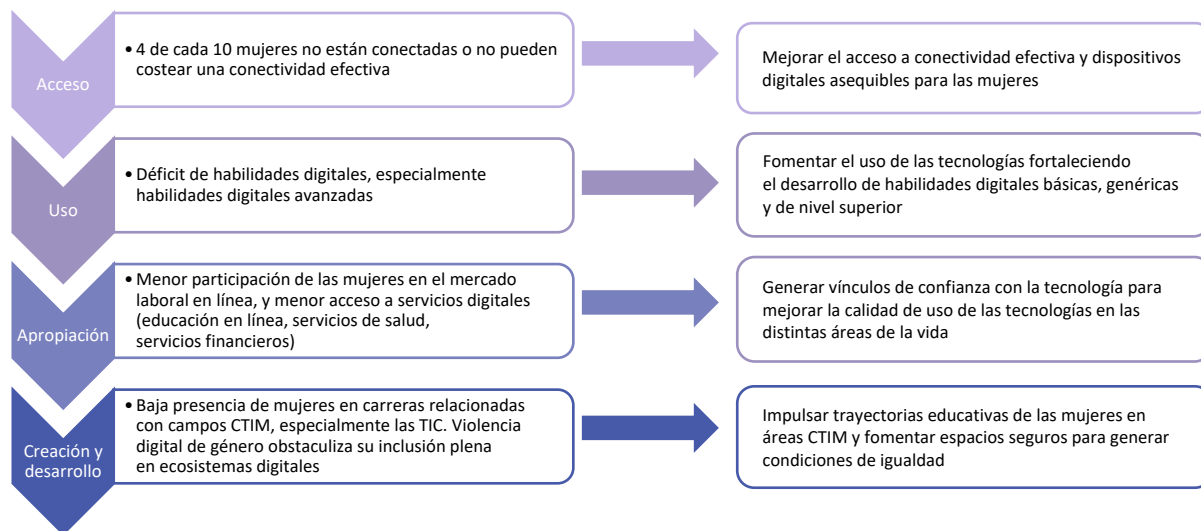 Acceso
• 4 de cada 10 mujeres no están conectadas o no pueden
costear una conectividad efectiva
Mejorar el acceso a conectividad efectiva y dispositivos
digitales asequibles para las mujeres
Uso
• Déficit de habilidades digitales, especialmente
habilidades digitales avanzadas
Fomentar el uso de las tecnologías fortaleciendo
el desarrollo de habilidades digitales básicas, genéricas
y de nivel superior
Apropiación
• Menor participación de las mujeres en el mercado
laboral en línea, y menor acceso a servicios digitales
(educación en línea, servicios de salud,
servicios financieros)
Generar vínculos de confianza con la tecnología para
mejorar la calidad de uso de las tecnologías en las
distintas áreas de la vida
Creación y
desarrollo
• Baja presencia de mujeres en carreras relacionadas
con campos CTIM, especialmente las TIC. Violencia
digital de género obstaculiza su inclusión plena
en ecosistemas digitales
Impulsar trayectorias educativas de las mujeres en
áreas CTIM y fomentar espacios seguros para generar
condiciones de igualdad